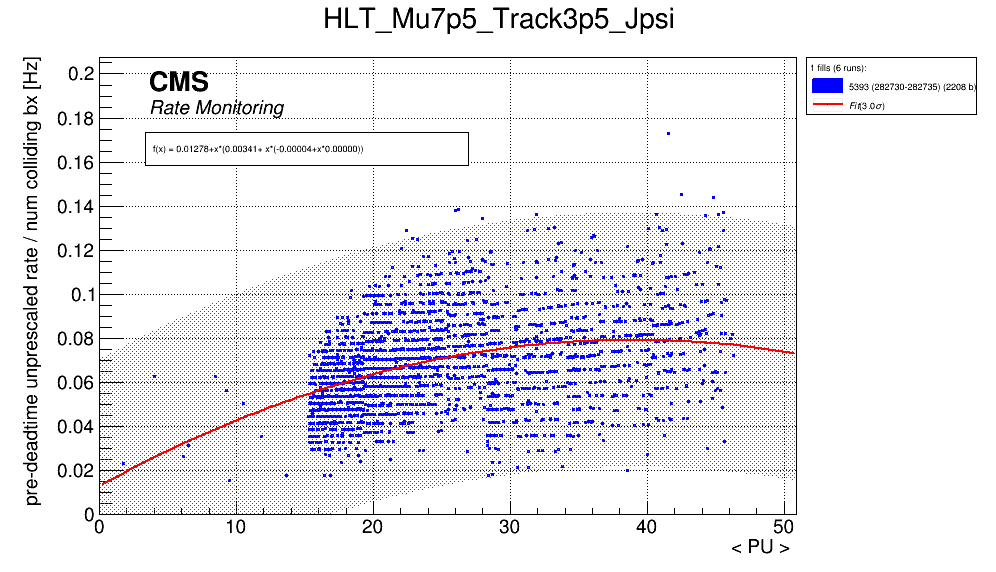 HLT_Mu7p5_Track3p5_Jpsi
pre-deadtime unprescaled rate / num colliding bx [Hz]
0.2
0.18
0.16
0.14
0.12
0.1
0.08
0.06
0.04
0.02
0
CMS
Rate Monitoring
f(x) = 0.01278+x*(0.00341+ x*(-0.00004+x*0.00000))
0 10 20 30 40 50
< PU >
1 fills (6 runs):
5393 (282730-282735) (2208 b)
Fit(3.0σ)